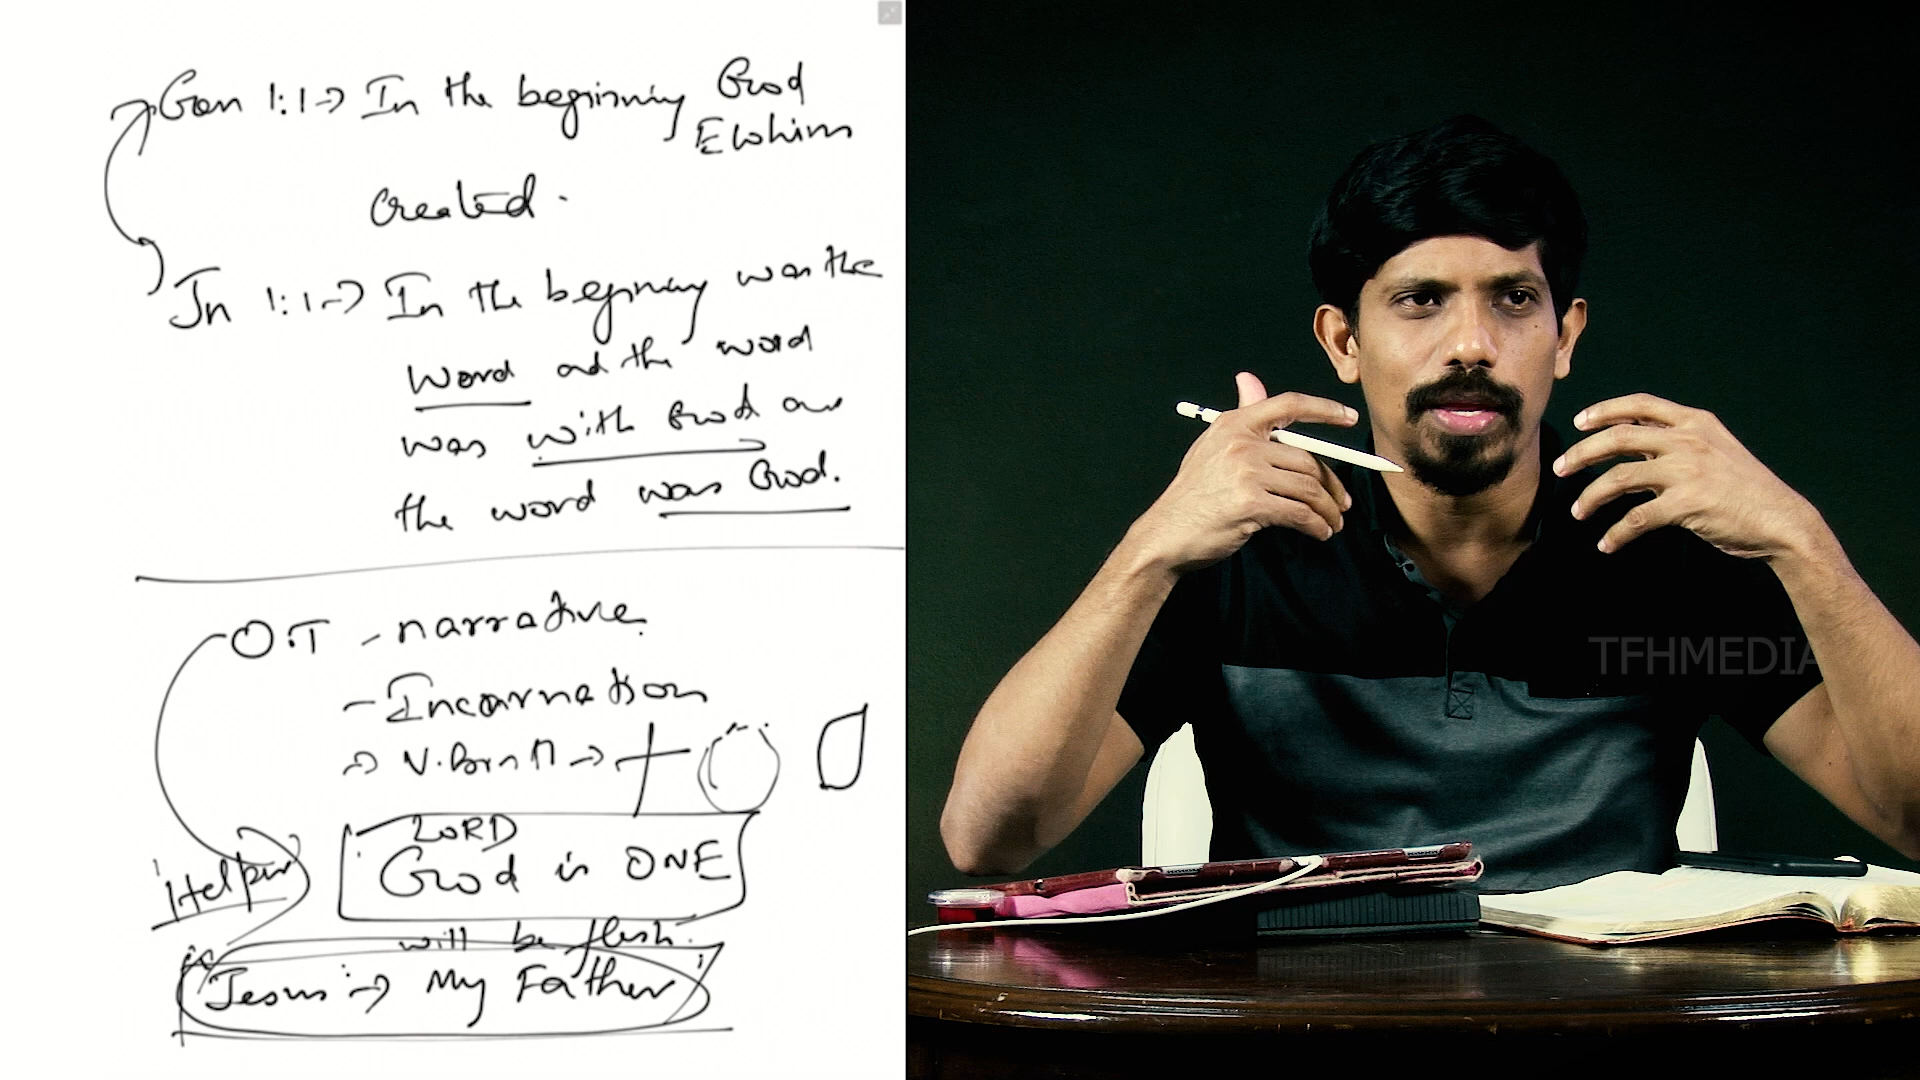 Gen 1:1 → In the beginning God
Elohim
created.
Jn 1:1 → In the beginning was the
Word and the word
was with God and
the word was God.
O.T - narrative.
- Incarnation
→ V. Born →
LORD
God is ONE
Helper
will be flesh.
in
Jesus :→ My Father
TFHMEDIA